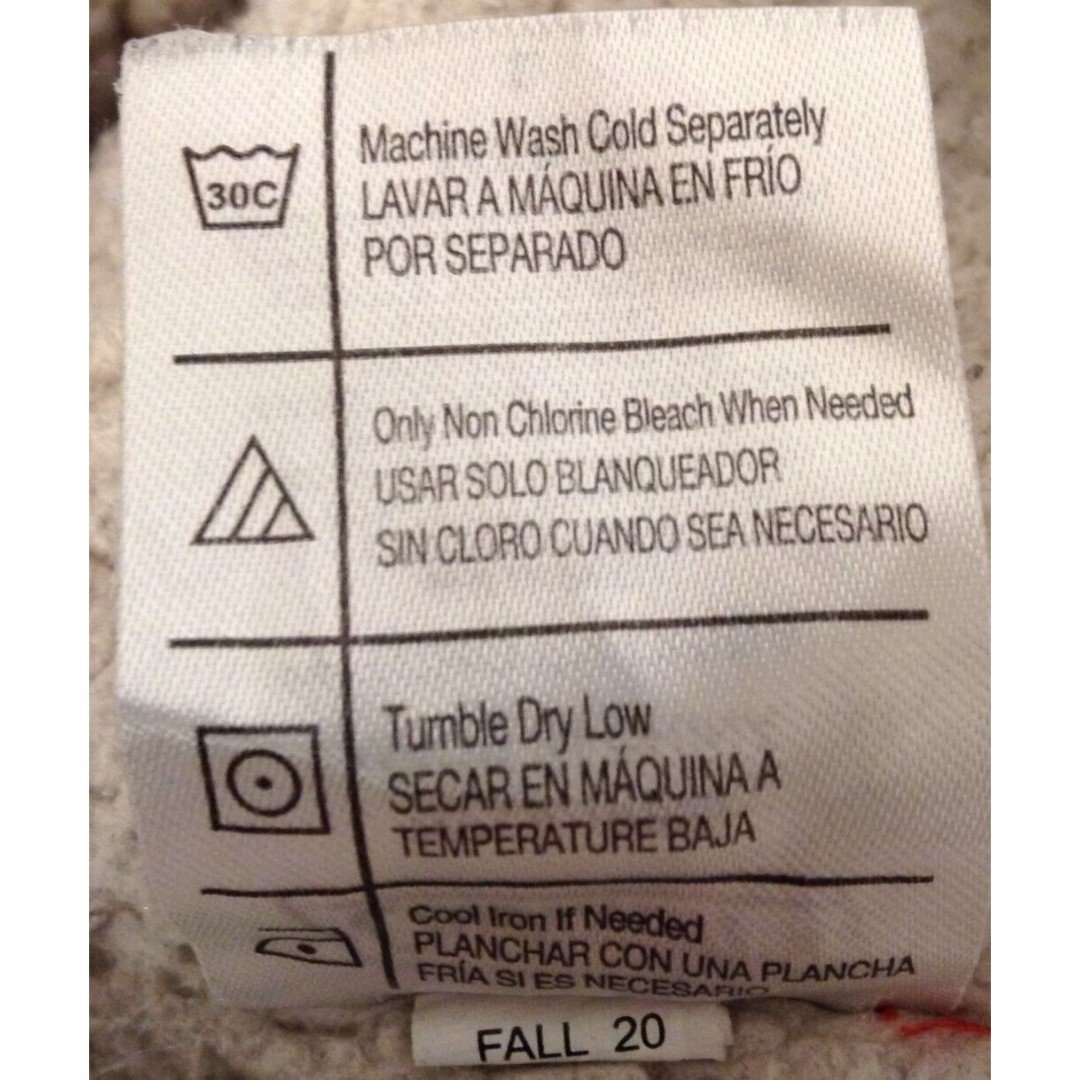 30C
Machine Wash Cold Separately
LAVAR A MÁQUINA EN FRÍO
POR SEPARADO
Only Non Chlorine Bleach When Needed
USAR SOLO BLANQUEADOR
SIN CLORO CUANDO SEA NECESARIO
Tumble Dry Low
SECAR EN MÁQUINA A
TEMPERATURE BAJA
Cool Iron If Needed
PLANCHAR CON UNA PLANCHA
FRÍA SI ES NECESARIO
FALL 20